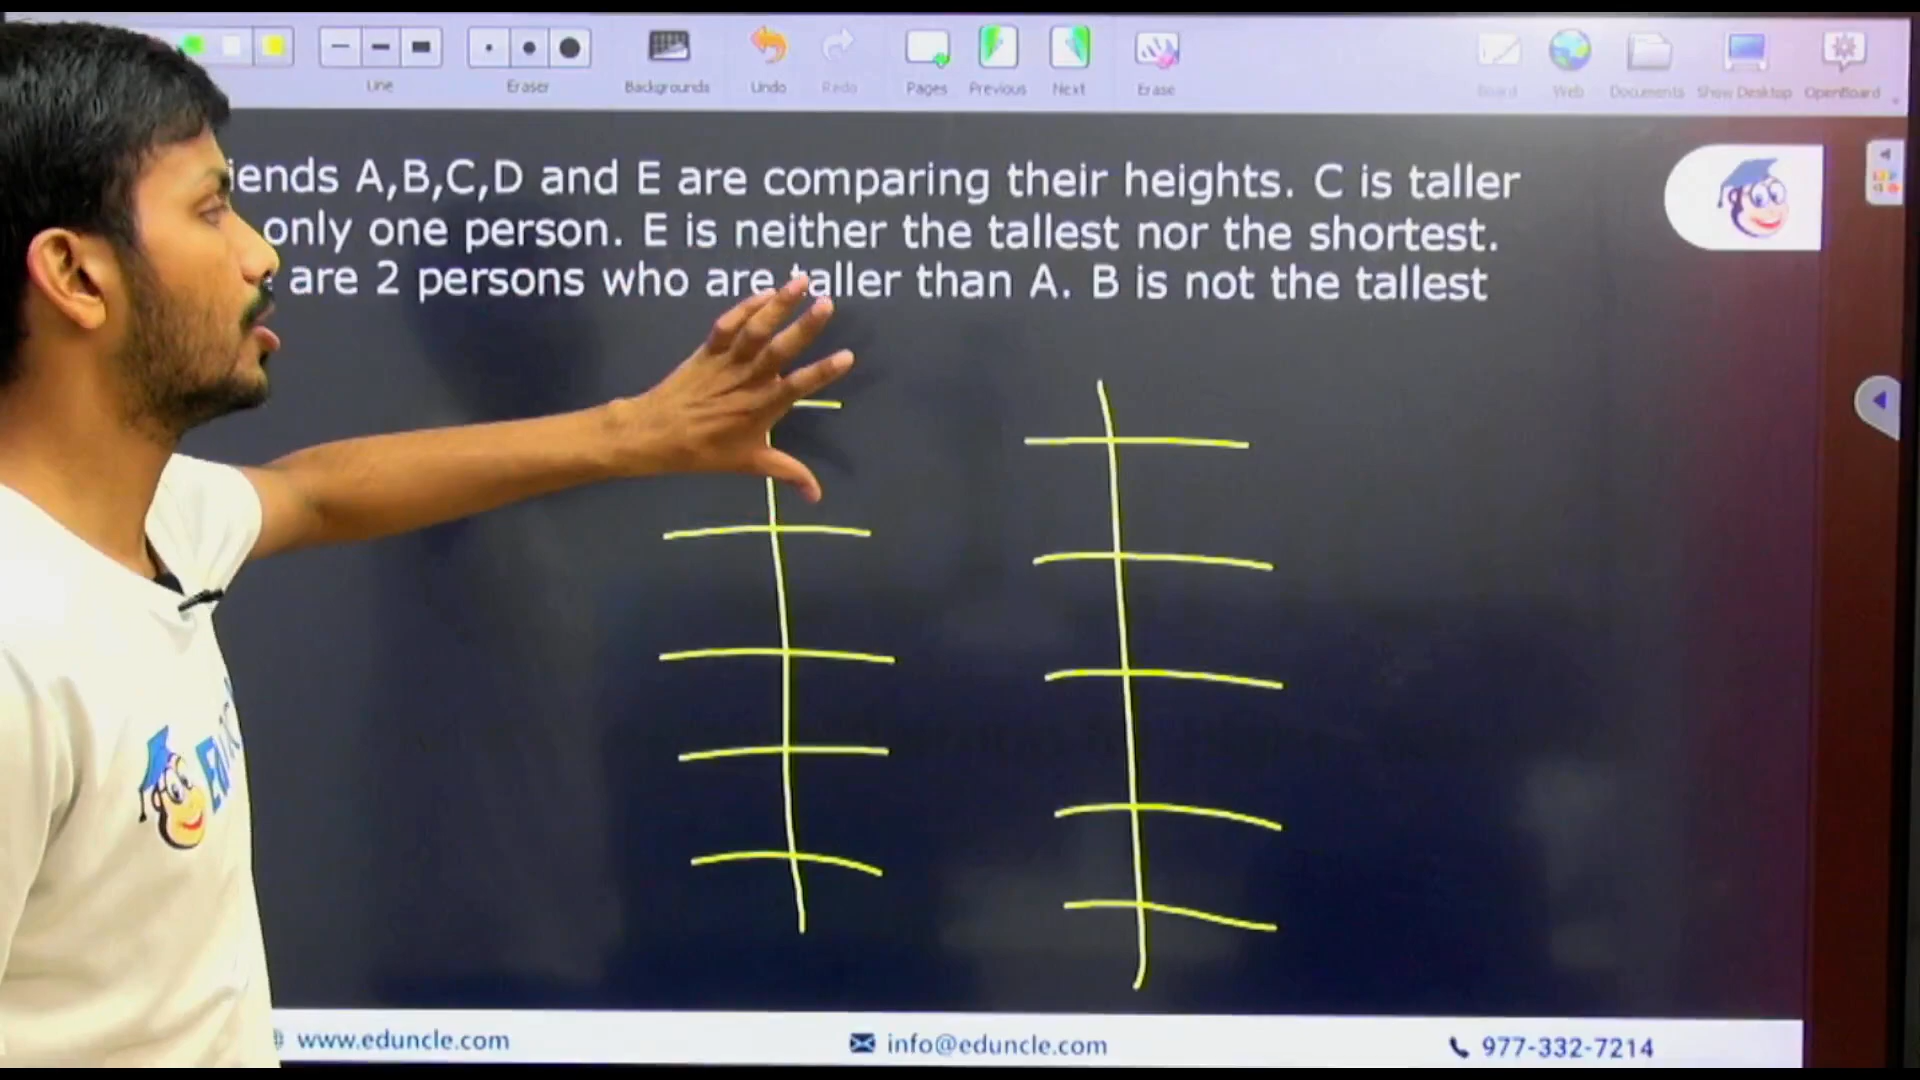 Line
Eraser
Backgrounds
Undo
Redo
Pages
Previous
Next
Erase
Board
Web
Documents
Show Desktop
OpenBoard
iends A,B,C,D and E are comparing their heights. C is taller
only one person. E is neither the tallest nor the shortest.
are 2 persons who are taller than A. B is not the tallest
www.eduncle.com
info@eduncle.com
977-332-7214